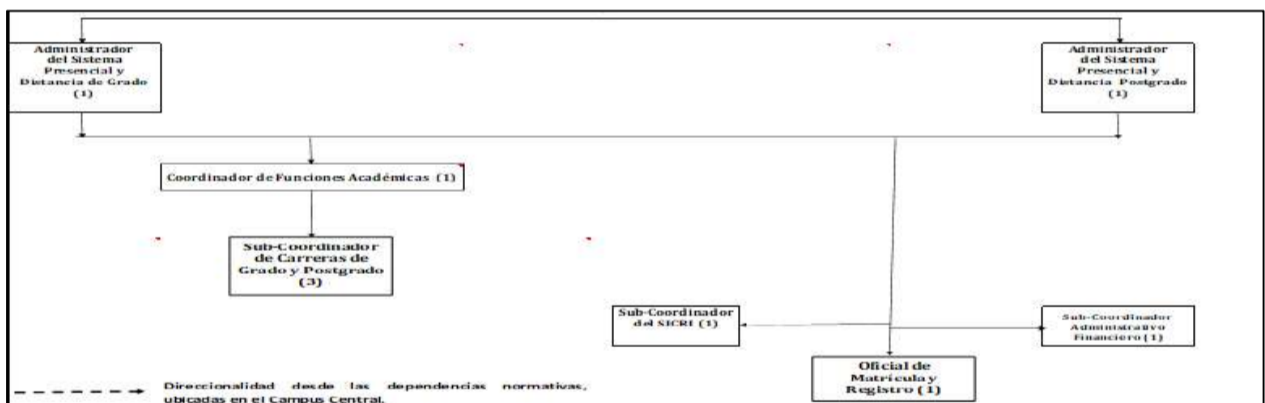 Administrador
del Sistema
Presencial y
Distancia de Grado
(1)
Administrador
del Sistema
Presencial y
Distancia Postgrado
(1)
Coordinador de Funciones Académicas (1)
Sub-Coordinador
de Carreras de
Grado y Postgrado
(3)
Sub-Coordinador
del SICRI (1)
Sub-Coordinador
Administrativo
Financiero (1)
Oficial de
Matrícula y
Registro (1)
Direccionalidad desde las dependencias normativas,
ubicadas en el Campus Central.